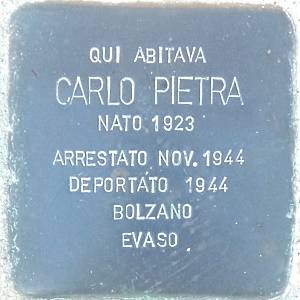 QUI ABITAVA
CARLO PIETRA
NATO 1923
ARRESTATO NOV. 1944
DEPORTATO 1944
BOLZANO
EVASO